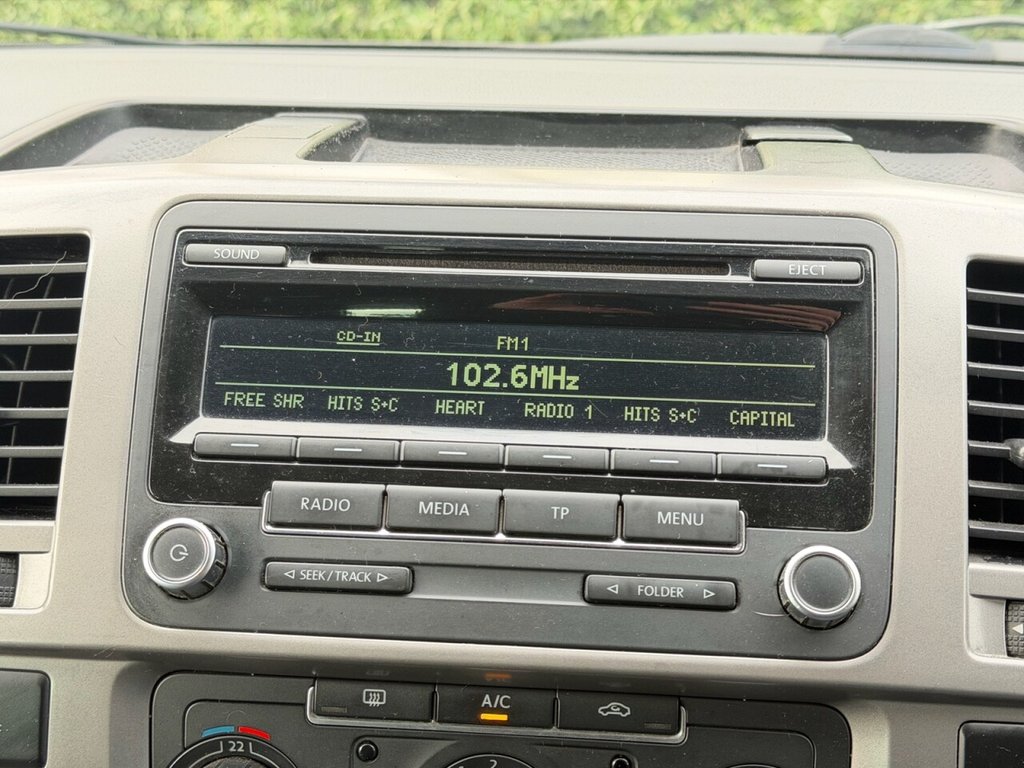 SOUND
EJECT
CD-IN FM1
102.6MHz
FREE SHR HITS S+C HEART RADIO 1 HITS S+C CAPITAL
RADIO MEDIA TP MENU
◁ SEEK/TRACK ▷
◁ FOLDER ▷
A/C
22
2